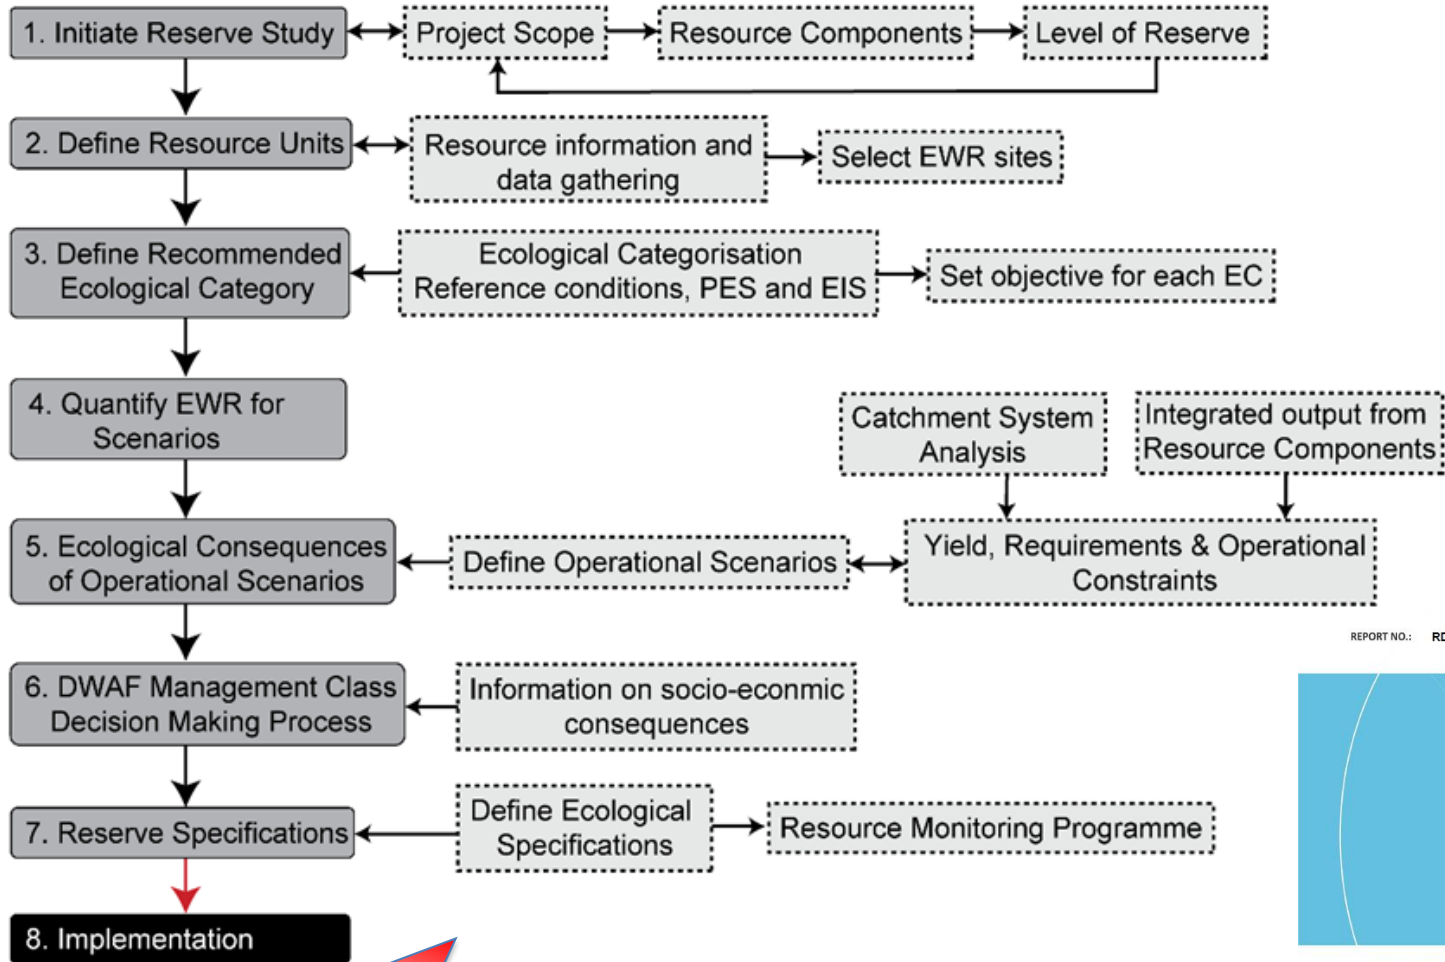 1. Initiate Reserve Study
Project Scope
Resource Components
Level of Reserve
2. Define Resource Units
Resource information and
data gathering
Select EWR sites
3. Define Recommended
Ecological Category
Ecological Categorisation
Reference conditions, PES and EIS
Set objective for each EC
4. Quantify EWR for
Scenarios
Catchment System
Analysis
Integrated output from
Resource Components
5. Ecological Consequences
of Operational Scenarios
Define Operational Scenarios
Yield, Requirements & Operational
Constraints
REPORT NO.: RD
6. DWAF Management Class
Decision Making Process
Information on socio-econmic
consequences
7. Reserve Specifications
Define Ecological
Specifications
Resource Monitoring Programme
8. Implementation